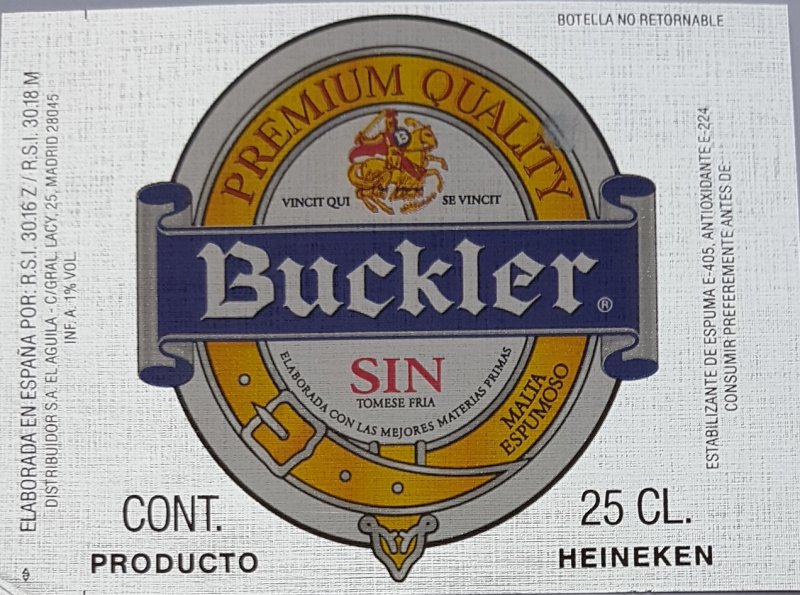 BOTELLA NO RETORNABLE
PREMIUM QUALITY
B
VINCIT QUI SE VINCIT
Buckler ®
SIN
TOMESE FRIA
ELABORADA CON LAS MEJORES MATERIAS PRIMAS
MALTA
ESPUMOSO
CONT. 25 CL.
PRODUCTO HEINEKEN
ELABORADA EN ESPAÑA POR: R.S.I. 30.16 Z / R.S.I. 30.18 M
DISTRIBUIDOR S.A. EL AGUILA - C/GRAL. LACY, 25, MADRID 28045
INF. A: 1% VOL.
ESTABILIZANTE DE ESPUMA E-405, ANTIOXIDANTE E-224
CONSUMIR PREFEREMENTE ANTES DE: